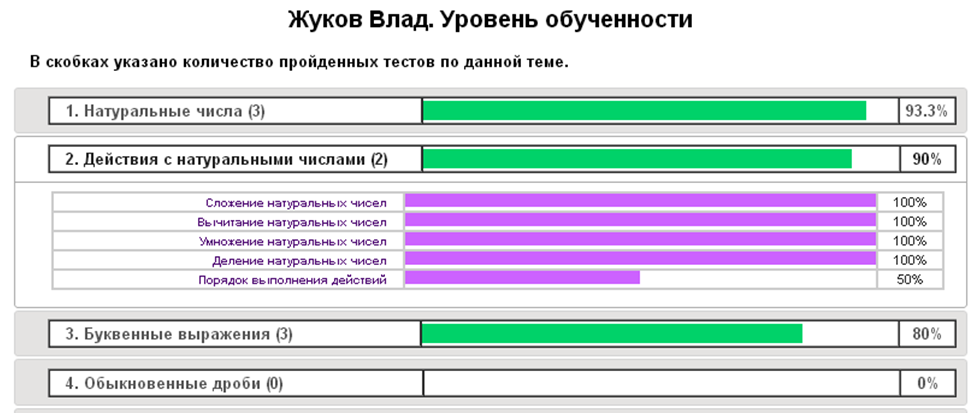 Жуков Влад. Уровень обученности
В скобках указано количество пройденных тестов по данной теме.
1. Натуральные числа (3) 93.3%
2. Действия с натуральными числами (2) 90%
Сложение натуральных чисел 100%
Вычитание натуральных чисел 100%
Умножение натуральных чисел 100%
Деление натуральных чисел 100%
Порядок выполнения действий 50%
3. Буквенные выражения (3) 80%
4. Обыкновенные дроби (0) 0%